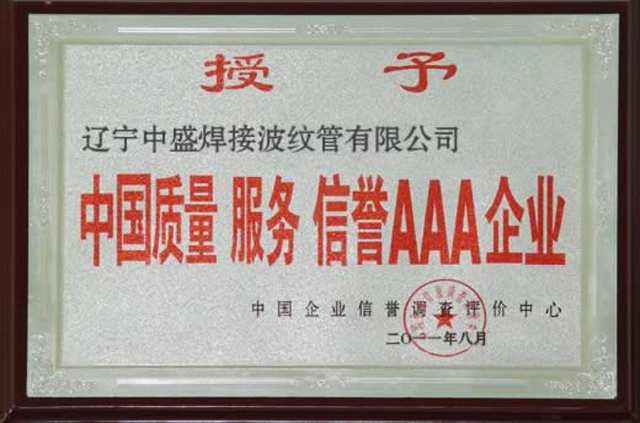 授予
辽宁中盛焊接波纹管有限公司
中国质量 服务 信誉AAA企业
中国企业信誉调查评价中心
二〇一一年八月